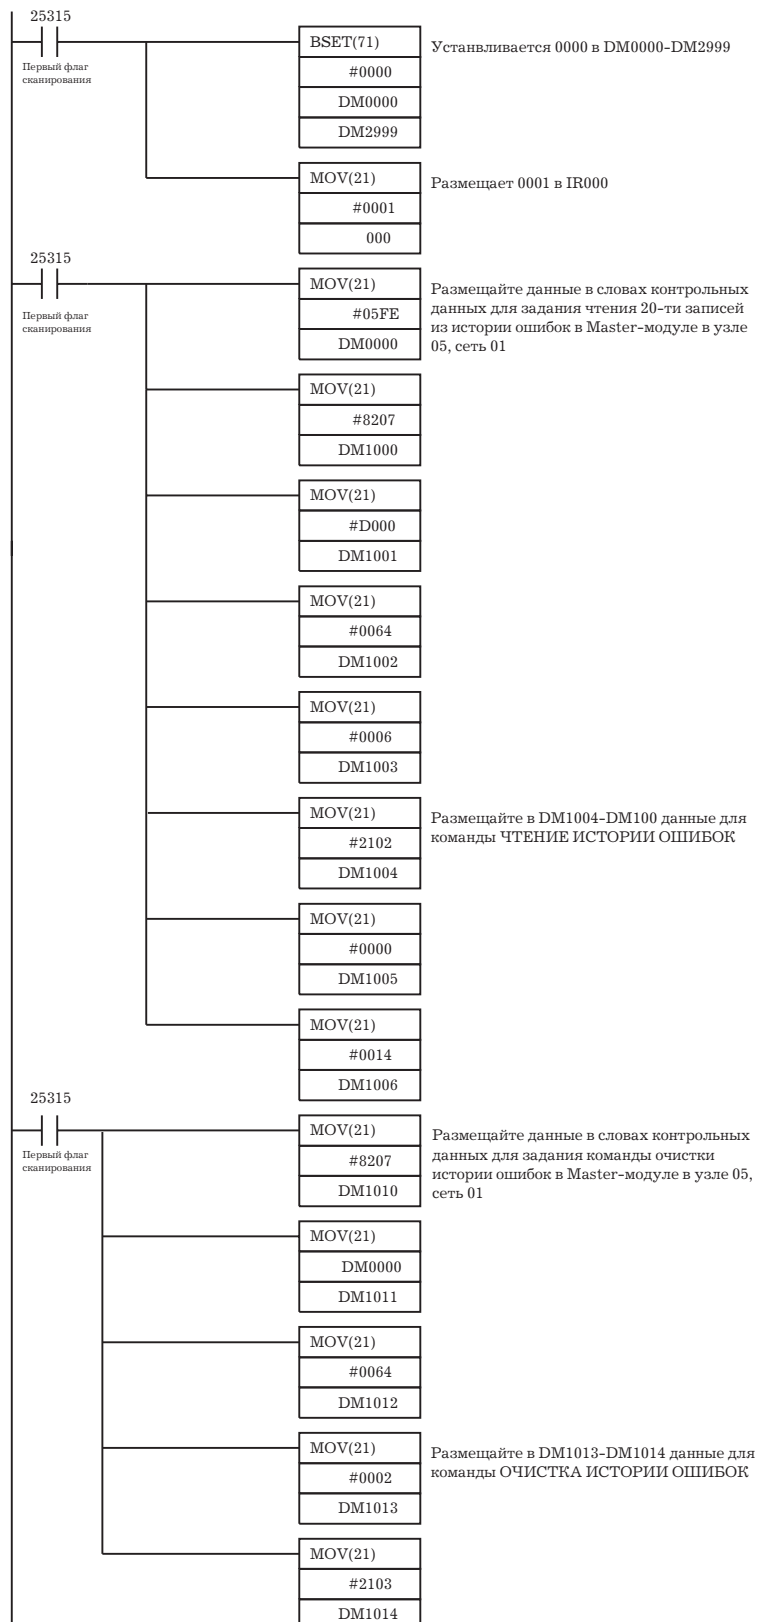 25315
Первый флаг
сканирования
BSET(71)
#0000
DM0000
DM2999
Устанвливается 0000 в DM0000-DM2999
MOV(21)
#0001
000
Размещает 0001 в IR000
25315
Первый флаг
сканирования
MOV(21)
#05FE
DM0000
Размещайте данные в словах контрольных
данных для задания чтения 20-ти записей
из истории ошибок в Master-модуле в узле
05, сеть 01
MOV(21)
#8207
DM1000
MOV(21)
#D000
DM1001
MOV(21)
#0064
DM1002
MOV(21)
#0006
DM1003
MOV(21)
#2102
DM1004
Размещайте в DM1004-DM100 данные для
команды ЧТЕНИЕ ИСТОРИИ ОШИБОК
MOV(21)
#0000
DM1005
MOV(21)
#0014
DM1006
25315
Первый флаг
сканирования
MOV(21)
#8207
DM1010
Размещайте данные в словах контрольных
данных для задания команды очистки
истории ошибок в Master-модуле в узле 05,
сеть 01
MOV(21)
DM0000
DM1011
MOV(21)
#0064
DM1012
MOV(21)
#0002
DM1013
Размещайте в DM1013-DM1014 данные для
команды ОЧИСТКА ИСТОРИИ ОШИБОК
MOV(21)
#2103
DM1014